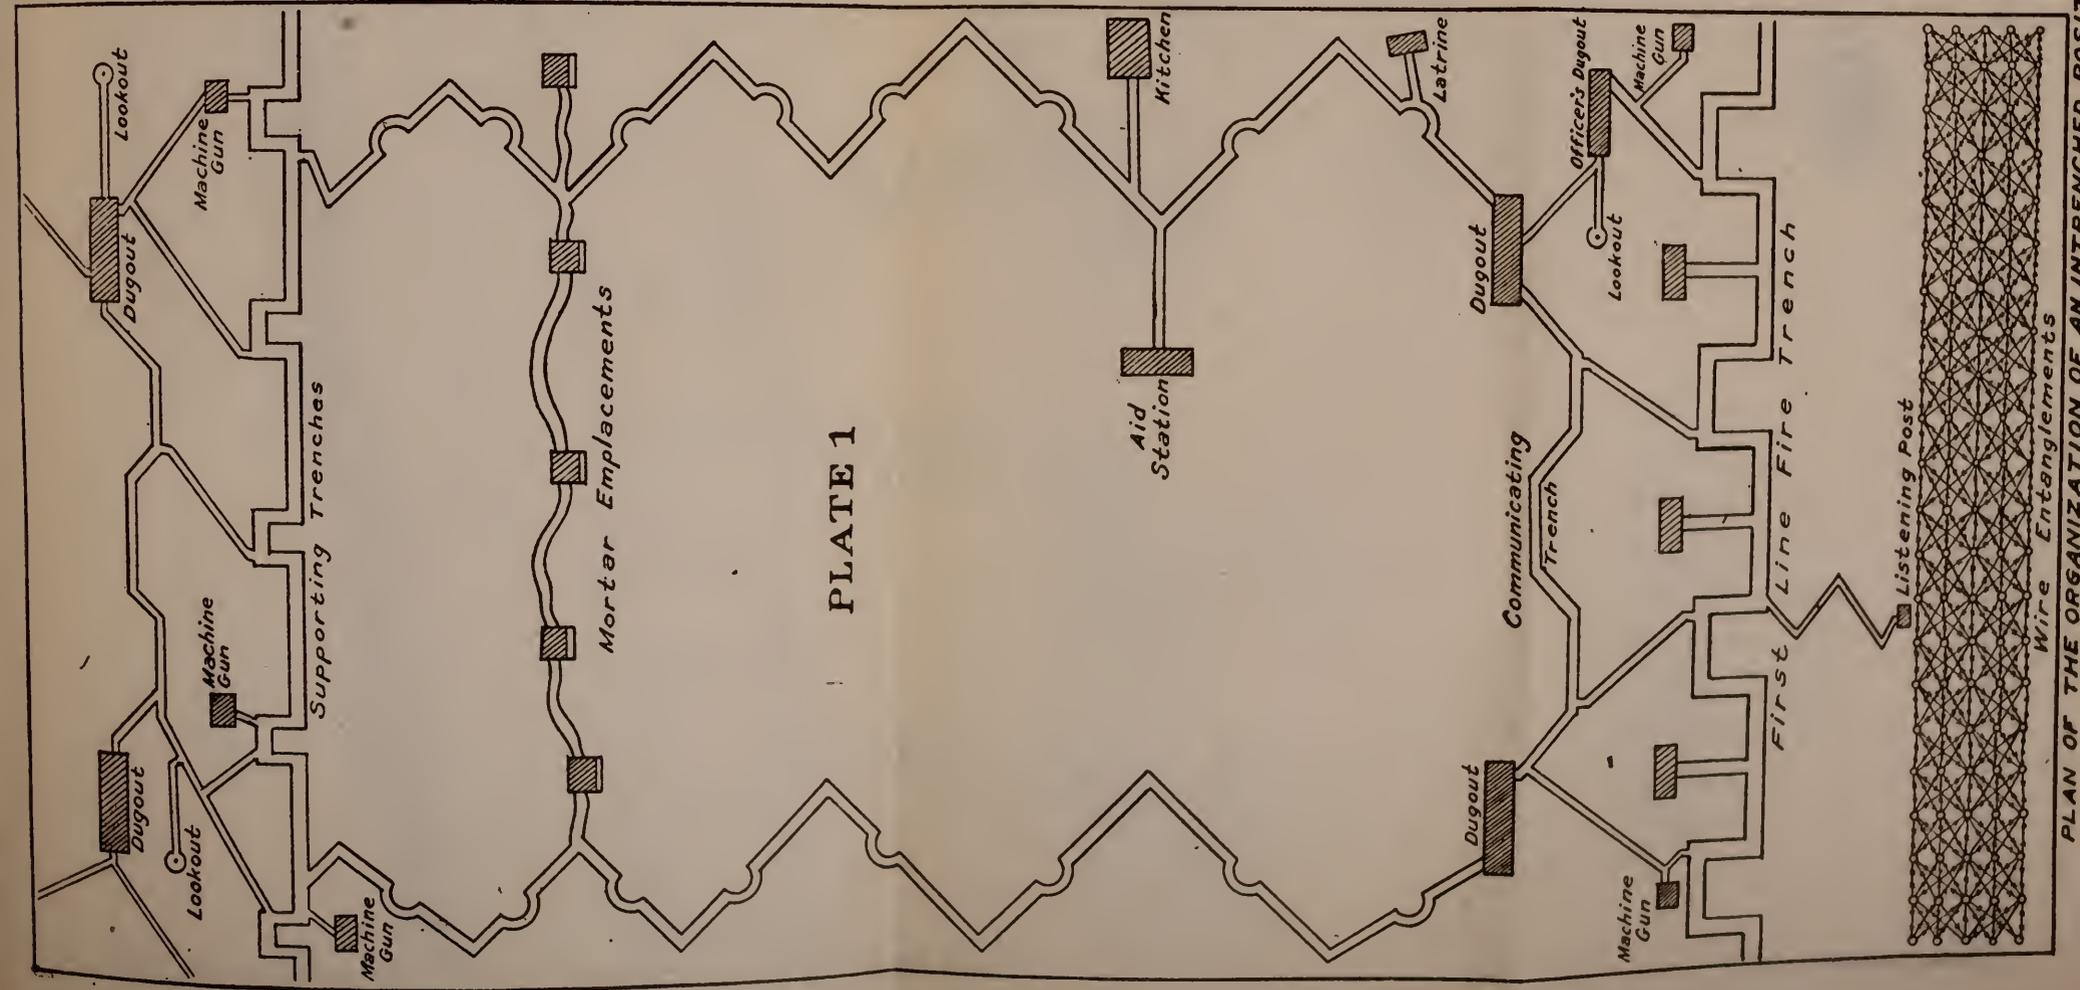 Wire Entanglements
Listening Post
First Line Fire Trench
Machine
Gun
Officer's Dugout
Lookout
Machine
Gun
Latrine
Dugout
Communicating
Trench
Dugout
Kitchen
Aid
Station
PLATE 1
Mortar Emplacements
Supporting Trenches
Machine
Gun
Machine
Gun
Machine
Gun
Lookout
Dugout
Dugout
Lookout
PLAN OF THE ORGANIZATION OF AN INTRENCHED